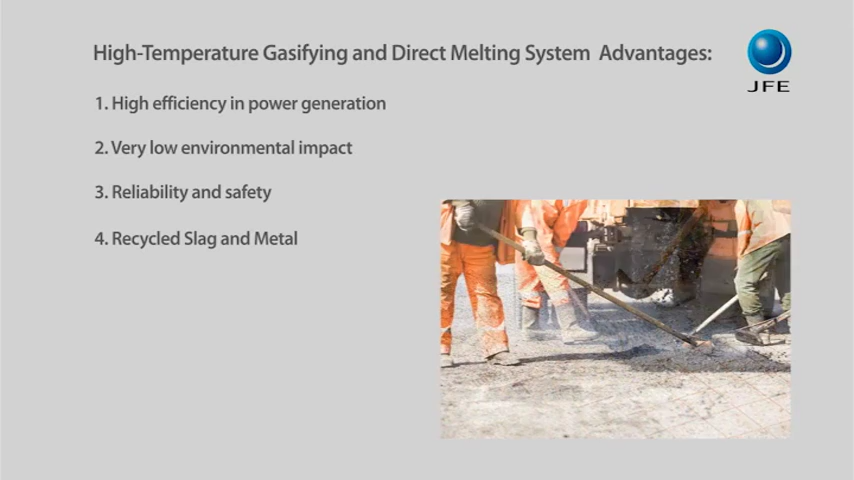 High-Temperature Gasifying and Direct Melting System Advantages:
JFE
1. High efficiency in power generation
2. Very low environmental impact
3. Reliability and safety
4. Recycled Slag and Metal